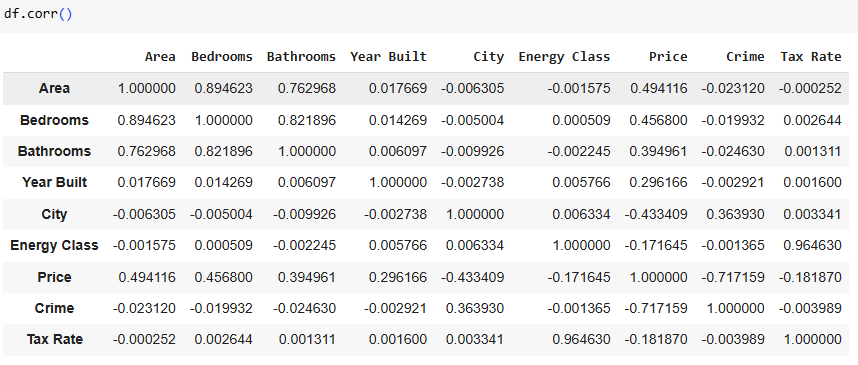 df.corr()
Area Bedrooms Bathrooms Year Built City Energy Class Price Crime Tax Rate
Area 1.000000 0.894623 0.762968 0.017669 -0.006305 -0.001575 0.494116 -0.023120 -0.000252
Bedrooms 0.894623 1.000000 0.821896 0.014269 -0.005004 0.000509 0.456800 -0.019932 0.002644
Bathrooms 0.762968 0.821896 1.000000 0.006097 -0.009926 -0.002245 0.394961 -0.024630 0.001311
Year Built 0.017669 0.014269 0.006097 1.000000 -0.002738 0.005766 0.296166 -0.002921 0.001600
City -0.006305 -0.005004 -0.009926 -0.002738 1.000000 0.006334 -0.433409 0.363930 0.003341
Energy Class -0.001575 0.000509 -0.002245 0.005766 0.006334 1.000000 -0.171645 -0.001365 0.964630
Price 0.494116 0.456800 0.394961 0.296166 -0.433409 -0.171645 1.000000 -0.717159 -0.181870
Crime -0.023120 -0.019932 -0.024630 -0.002921 0.363930 -0.001365 -0.717159 1.000000 -0.003989
Tax Rate -0.000252 0.002644 0.001311 0.001600 0.003341 0.964630 -0.181870 -0.003989 1.000000